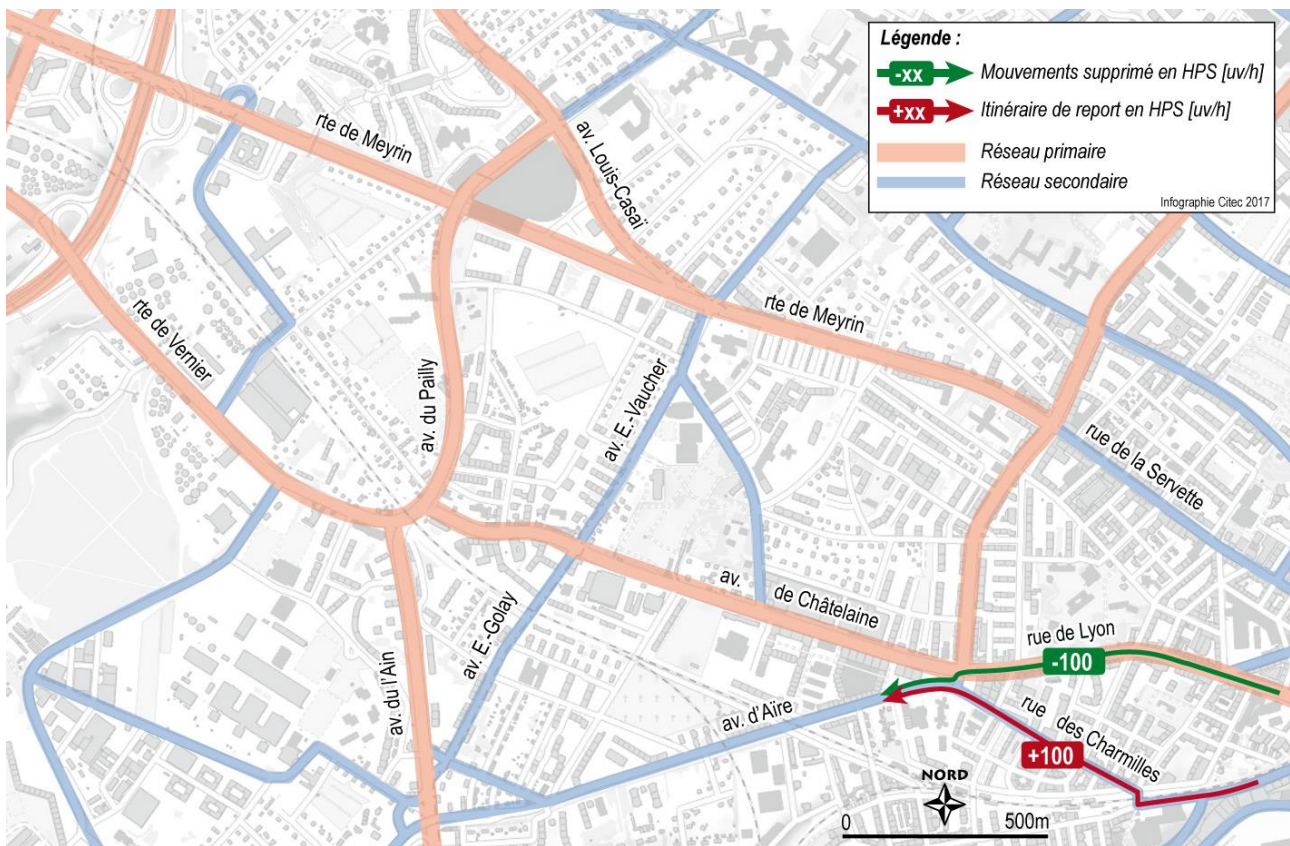 Légende :
-xx Mouvements supprimé en HPS [uv/h]
+xx Itinéraire de report en HPS [uv/h]
Réseau primaire
Réseau secondaire
Infographie Citec 2017
rte de Meyrin
av. Louis-Casaï
rte de Vernier
av. du Pailly
av. E.-Vaucher
rte de Meyrin
rue de la Servette
av. de Châtelaine
av. E.-Golay
av. du l'Ain
rue de Lyon
-100
av. d'Aïre
rue des Charmilles
+100
NORD
0 500m